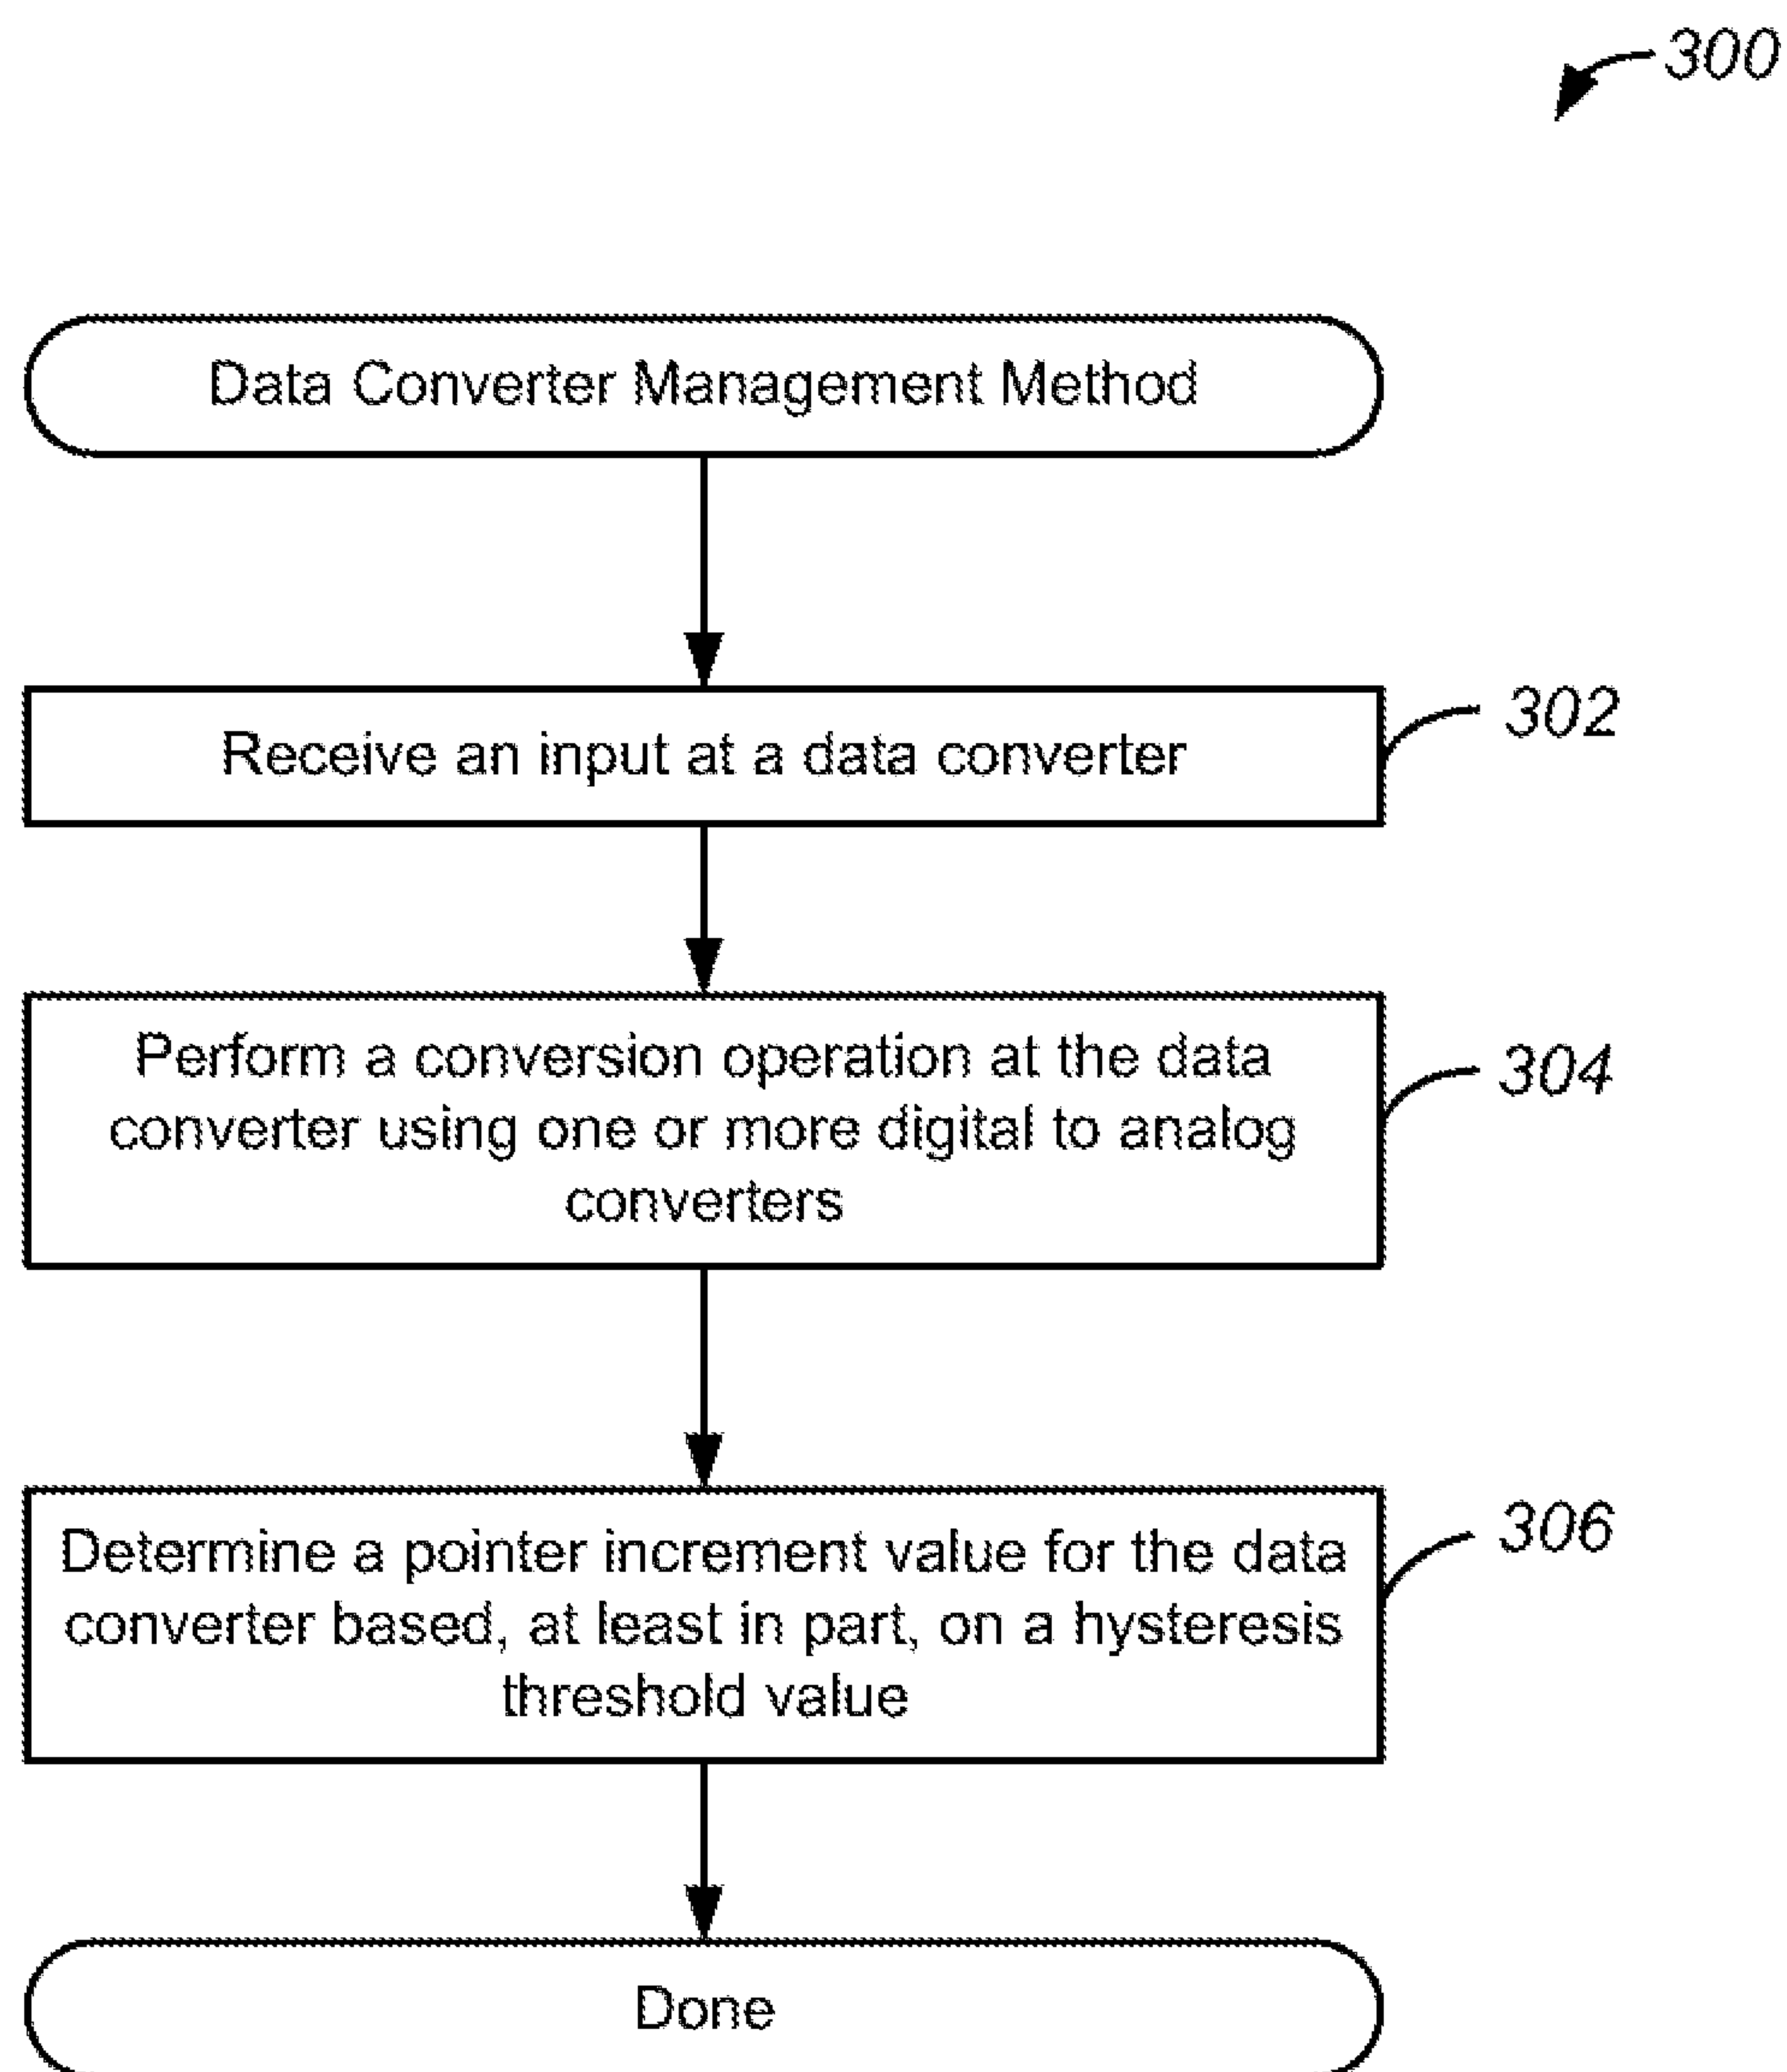 300
Data Converter Management Method
Receive an input at a data converter
302
Perform a conversion operation at the data
converter using one or more digital to analog
converters
304
Determine a pointer increment value for the data
converter based, at least in part, on a hysteresis
threshold value
306
Done